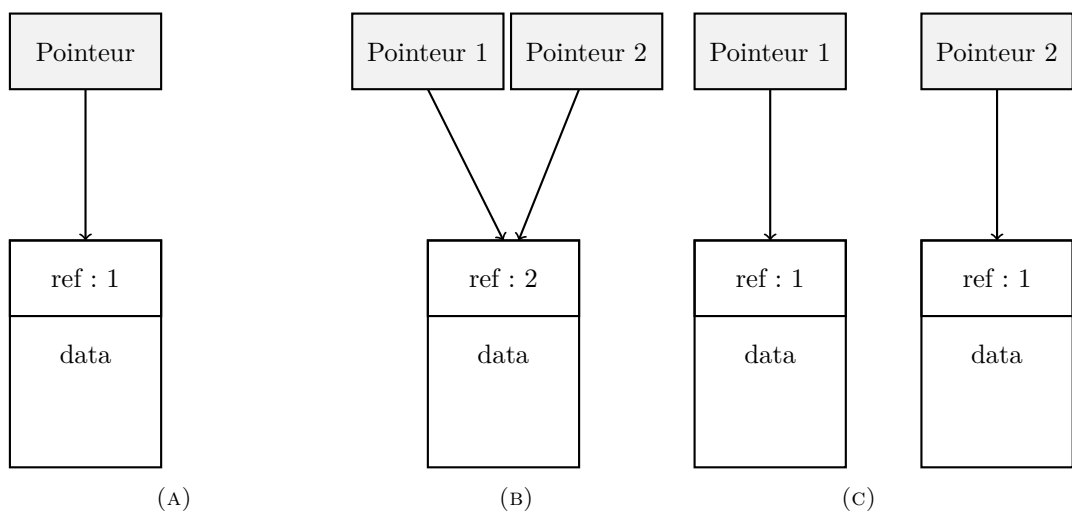 Pointeur
Pointeur 1
Pointeur 2
Pointeur 1
Pointeur 2
ref : 1
ref : 2
ref : 1
ref : 1
data
data
data
data
(A)
(B)
(C)